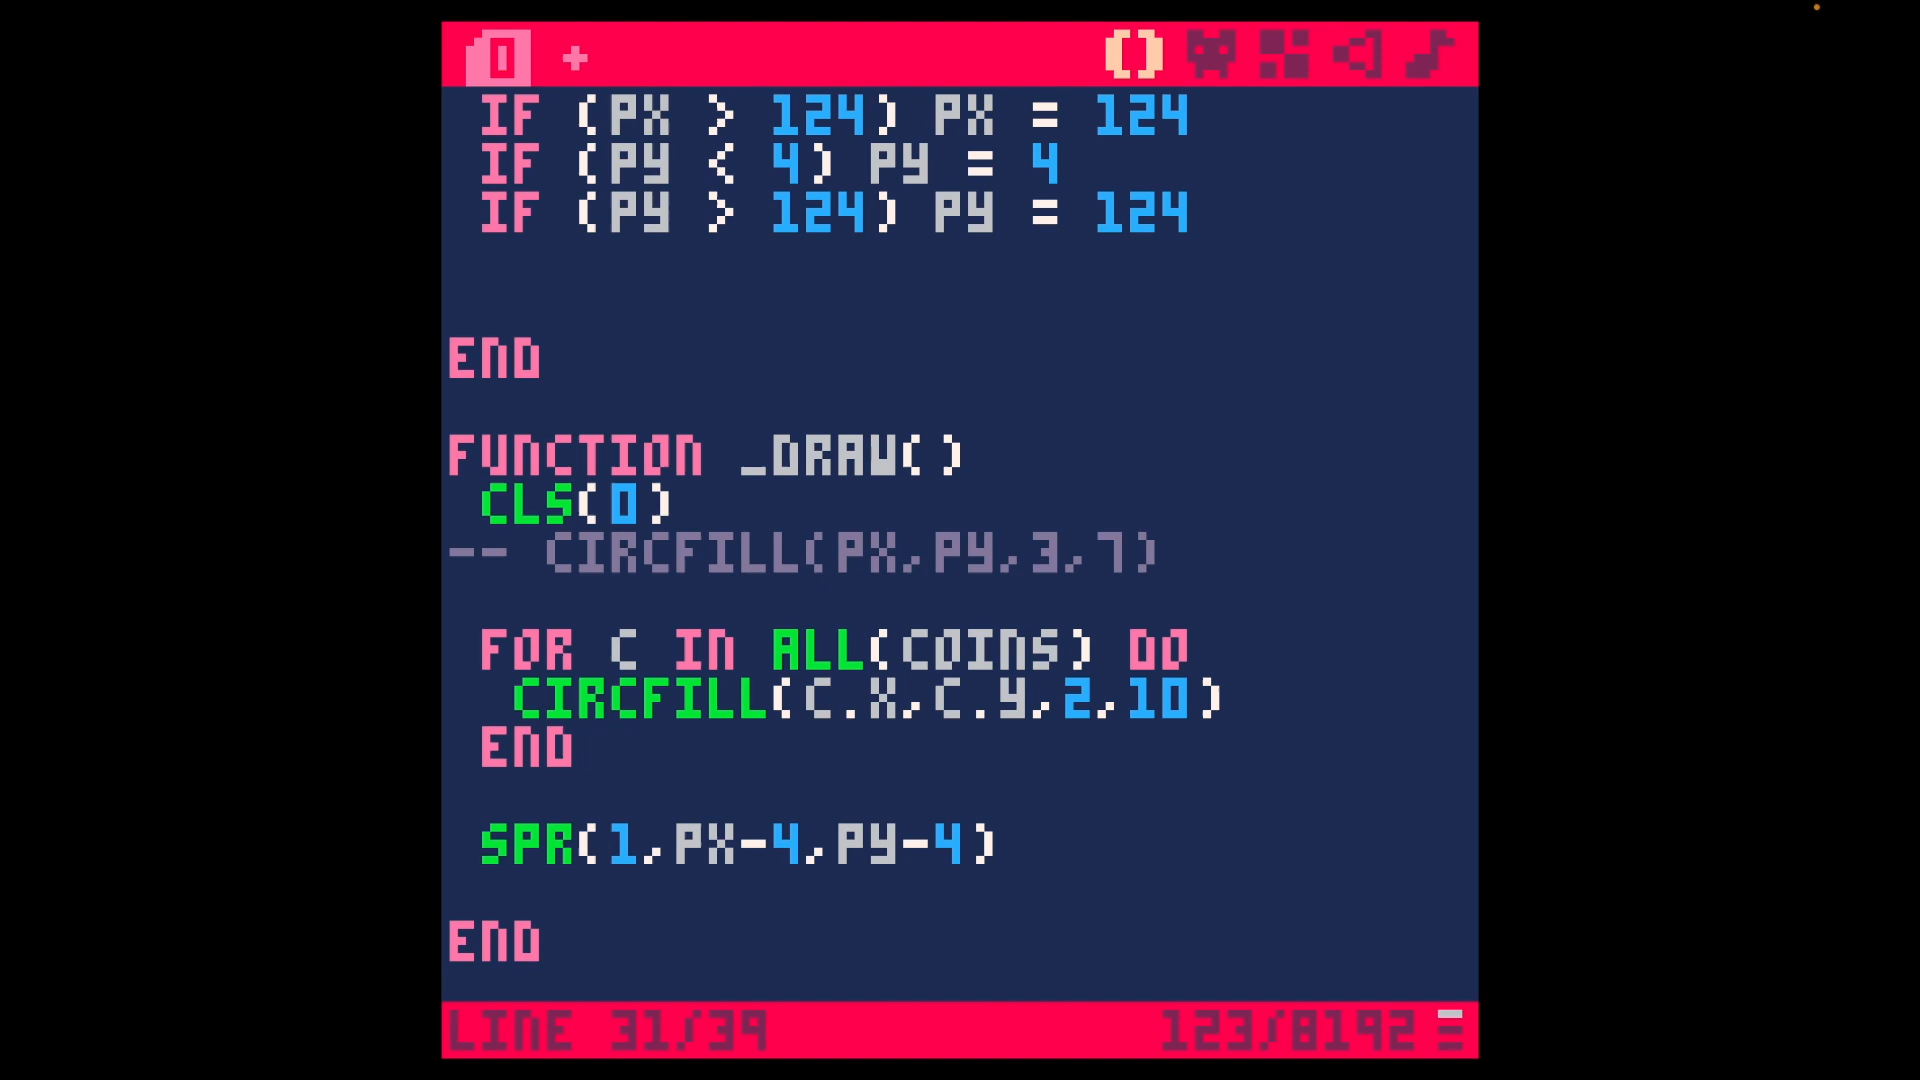 0 +
IF (PX > 124) PX = 124
IF (PY < 4) PY = 4
IF (PY > 124) PY = 124
END
FUNCTION _DRAW()
CLS(0)
-- CIRCFILL(PX,PY,3,7)
FOR C IN ALL(COINS) DO
CIRCFILL(C.X,C.Y,2,10)
END
SPR(1,PX-4,PY-4)
END
LINE 31/39 123/8192